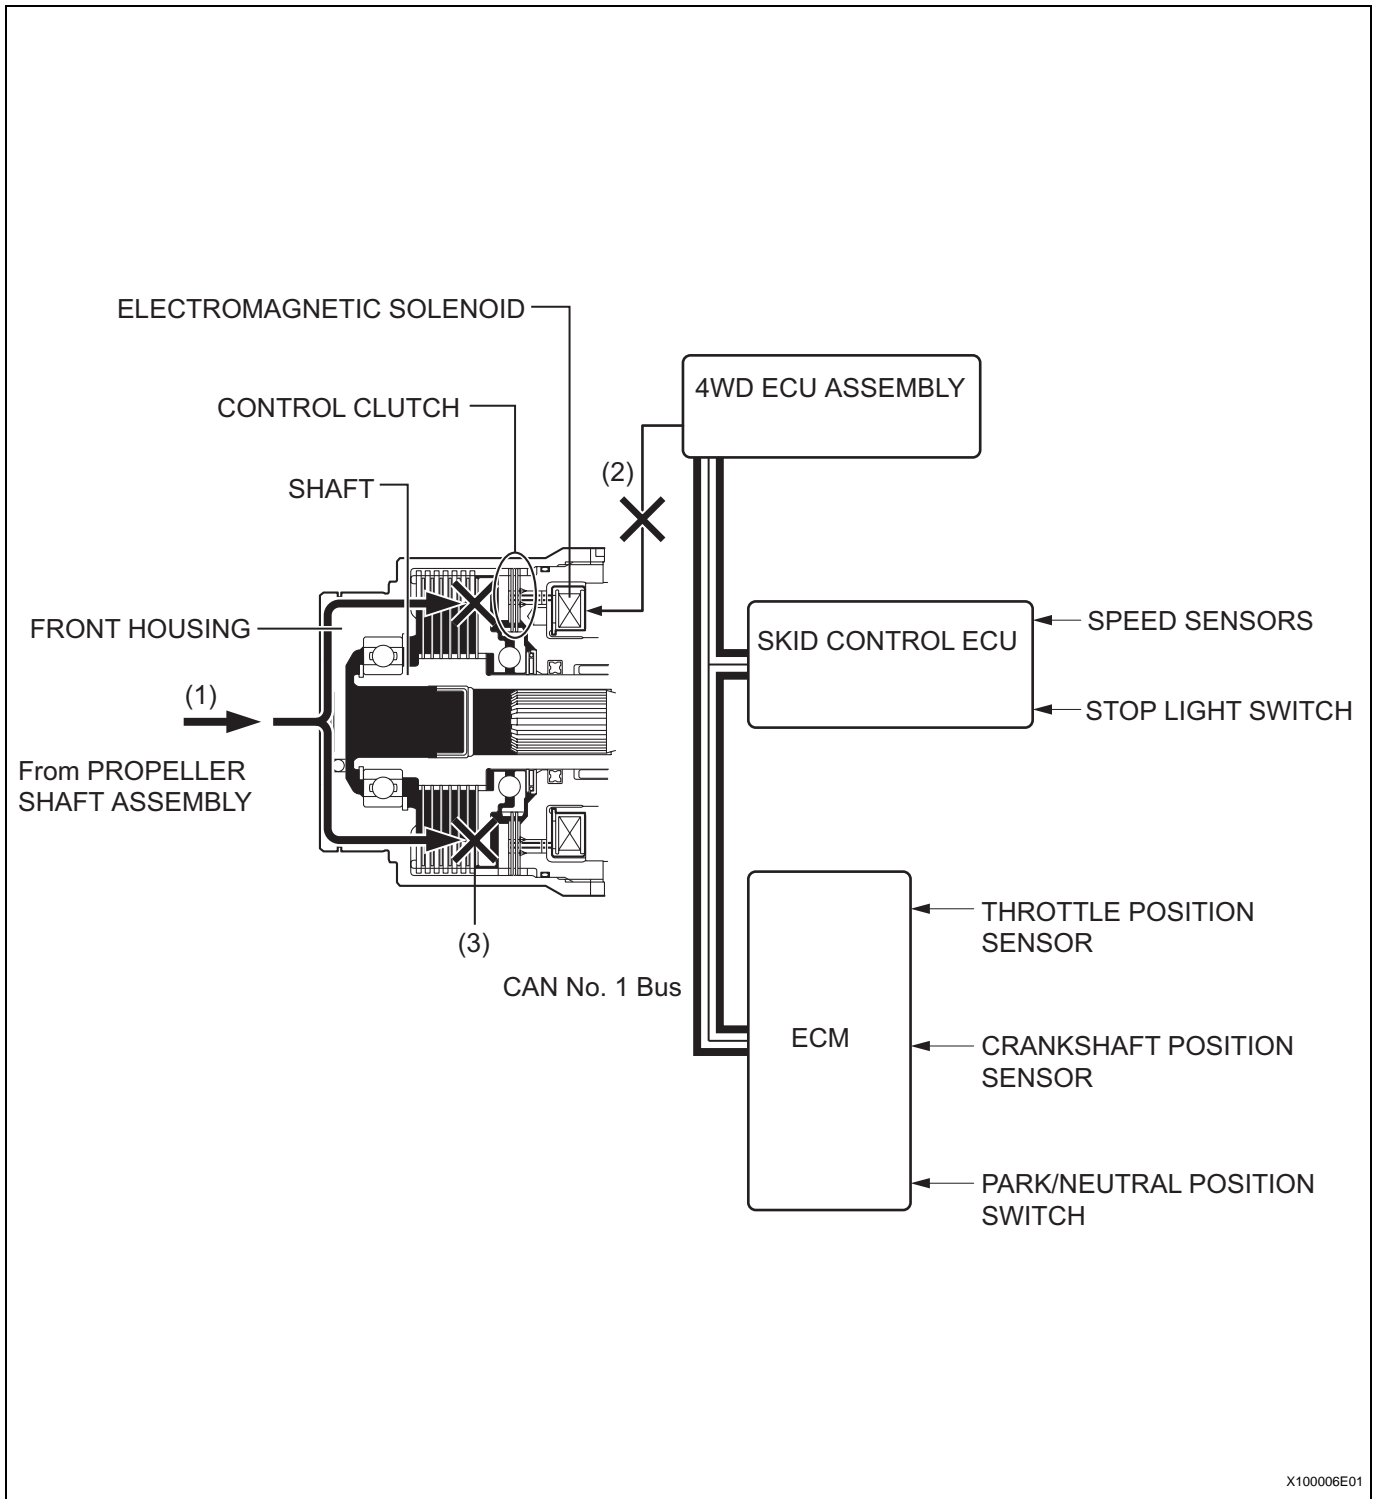 ELECTROMAGNETIC SOLENOID
4WD ECU ASSEMBLY
CONTROL CLUTCH
(2)
SHAFT
SKID CONTROL ECU
SPEED SENSORS
FRONT HOUSING
(1)
STOP LIGHT SWITCH
From PROPELLER
SHAFT ASSEMBLY
(3)
THROTTLE POSITION
SENSOR
CAN No. 1 Bus
ECM
CRANKSHAFT POSITION
SENSOR
PARK/NEUTRAL POSITION
SWITCH
X100006E01